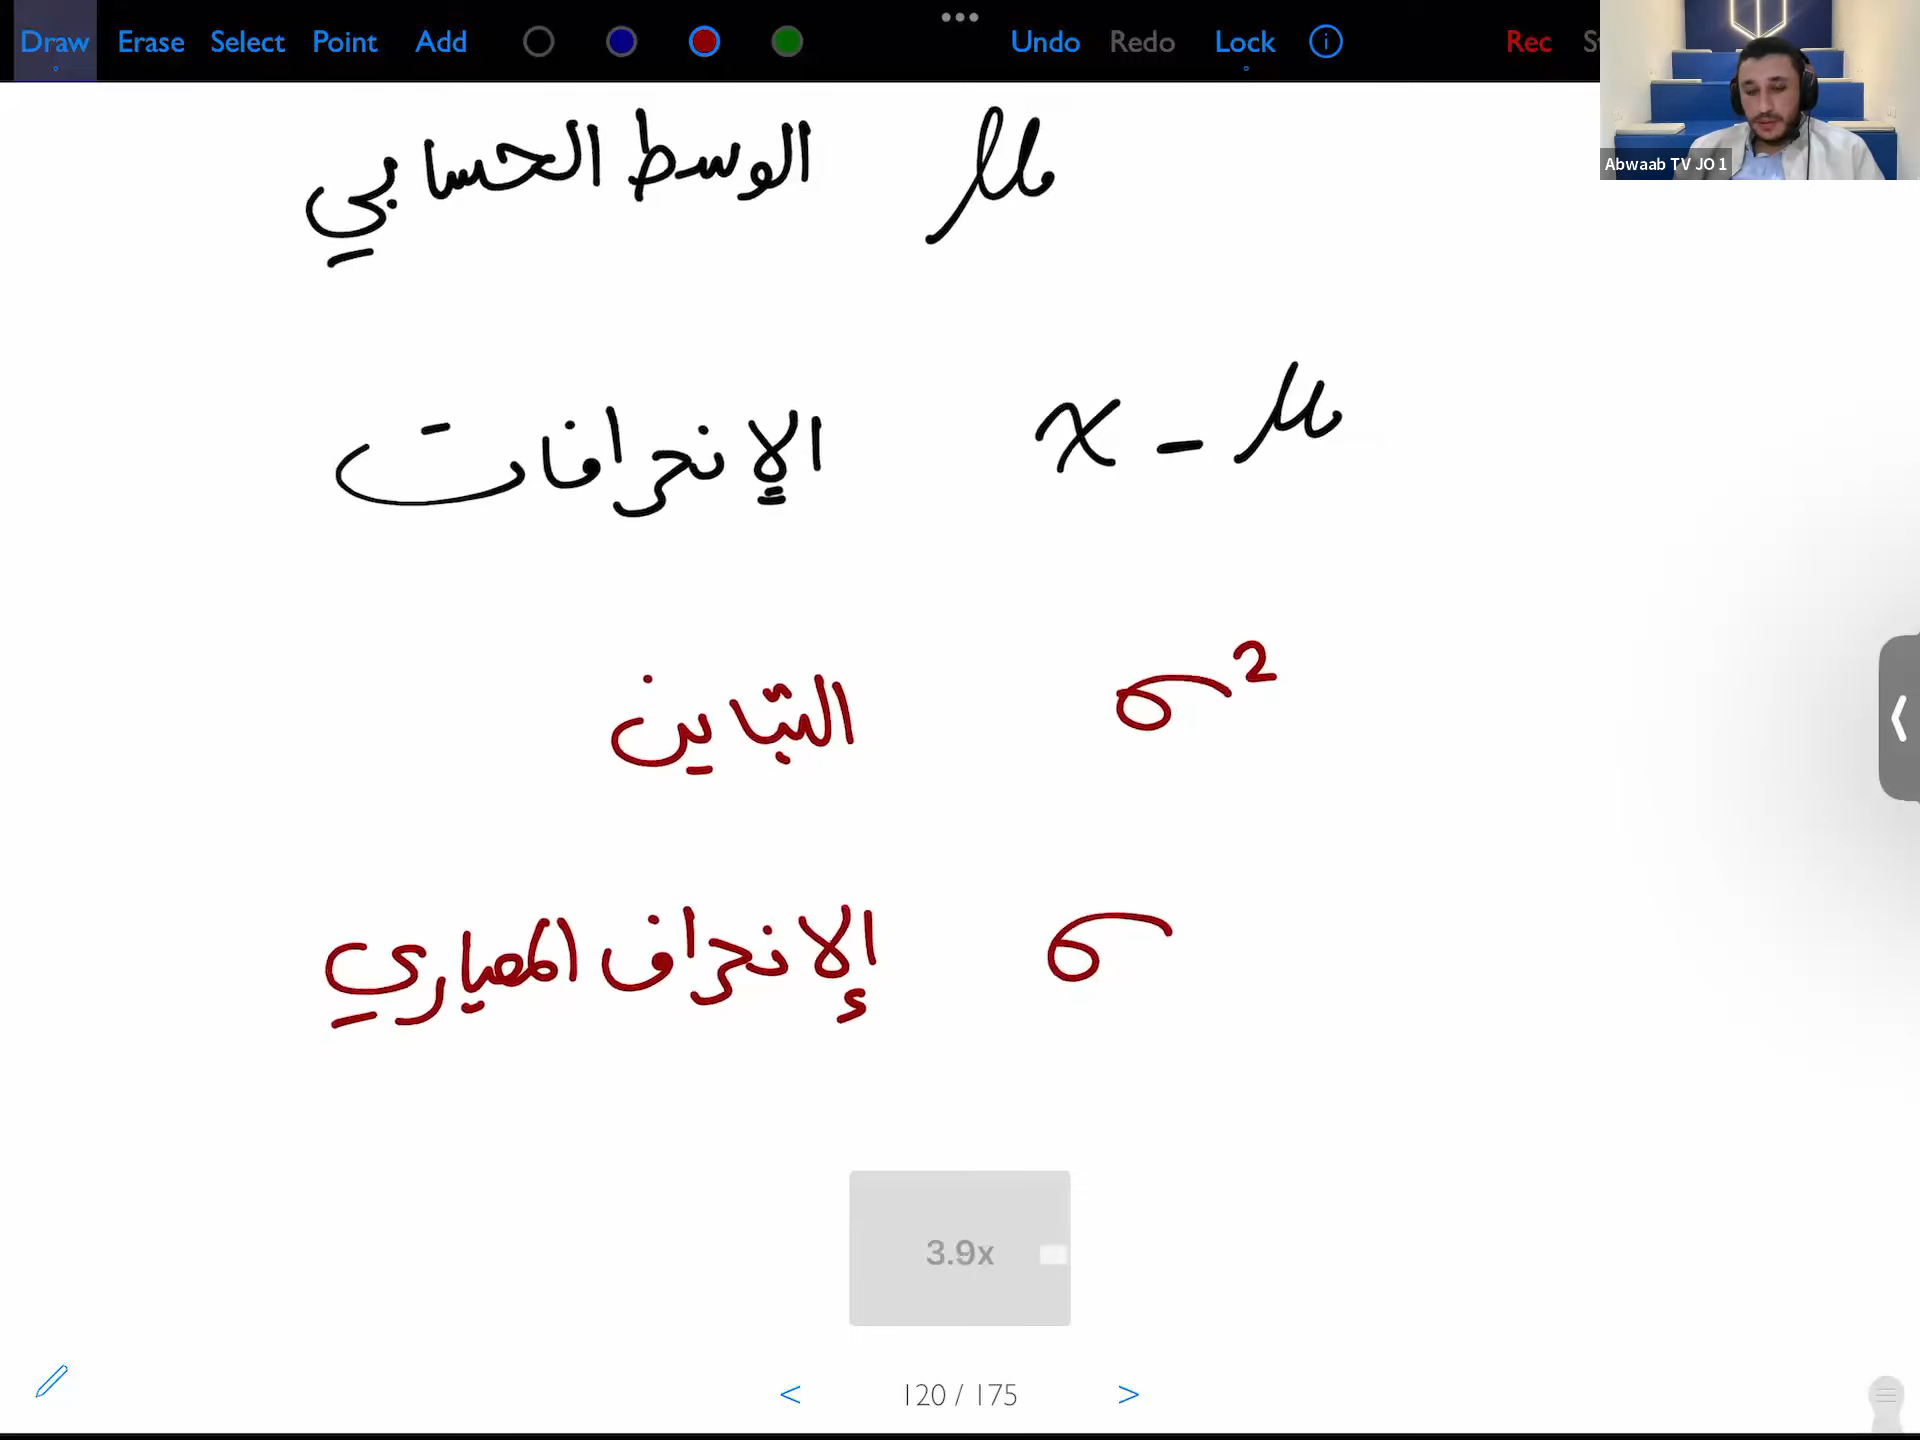 Draw Erase Select Point Add Undo Redo Lock Rec
Abwaab TV JO 1
الوسط الحسابي μ
الإنحرافات x - μ
التباين σ²
الإنحراف المعياري σ
3.9x
< 120 / 175 >